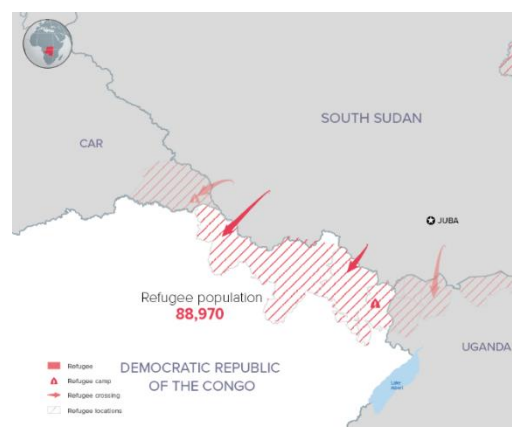 SOUTH SUDAN
CAR
JUBA
Refugee population
88,970
UGANDA
DEMOCRATIC REPUBLIC
OF THE CONGO
Refugee
Refugee camp
Refugee crossing
Refugee locations
Lake